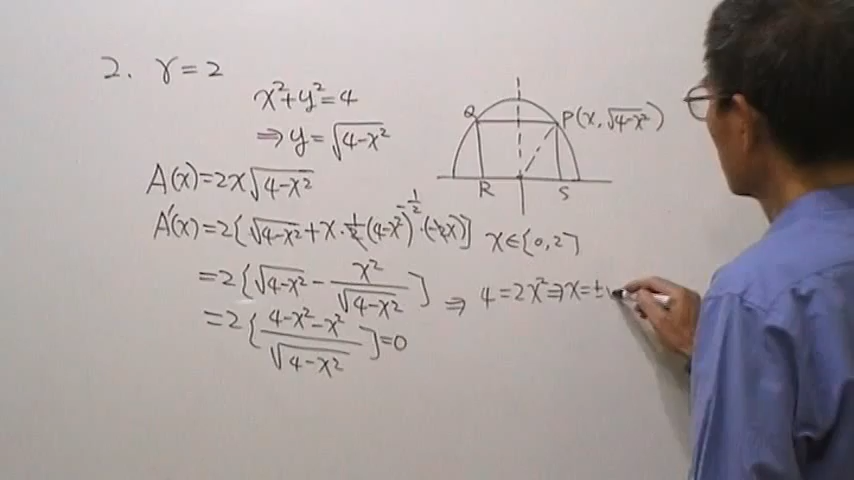 2. r=2
x²+y²=4
⇒y=√4-x²
A(x)=2x√4-x²
A'(x)=2[√4-x²+x·1/2(4-x²)^-1/2·(-2x)] x∈[0,2]
=2[√4-x² - x²/√4-x²]
⇒ 4=2x²⇒x=±
=2[4-x²-x²/√4-x²]=0
Q P(x,√4-x²)
R S